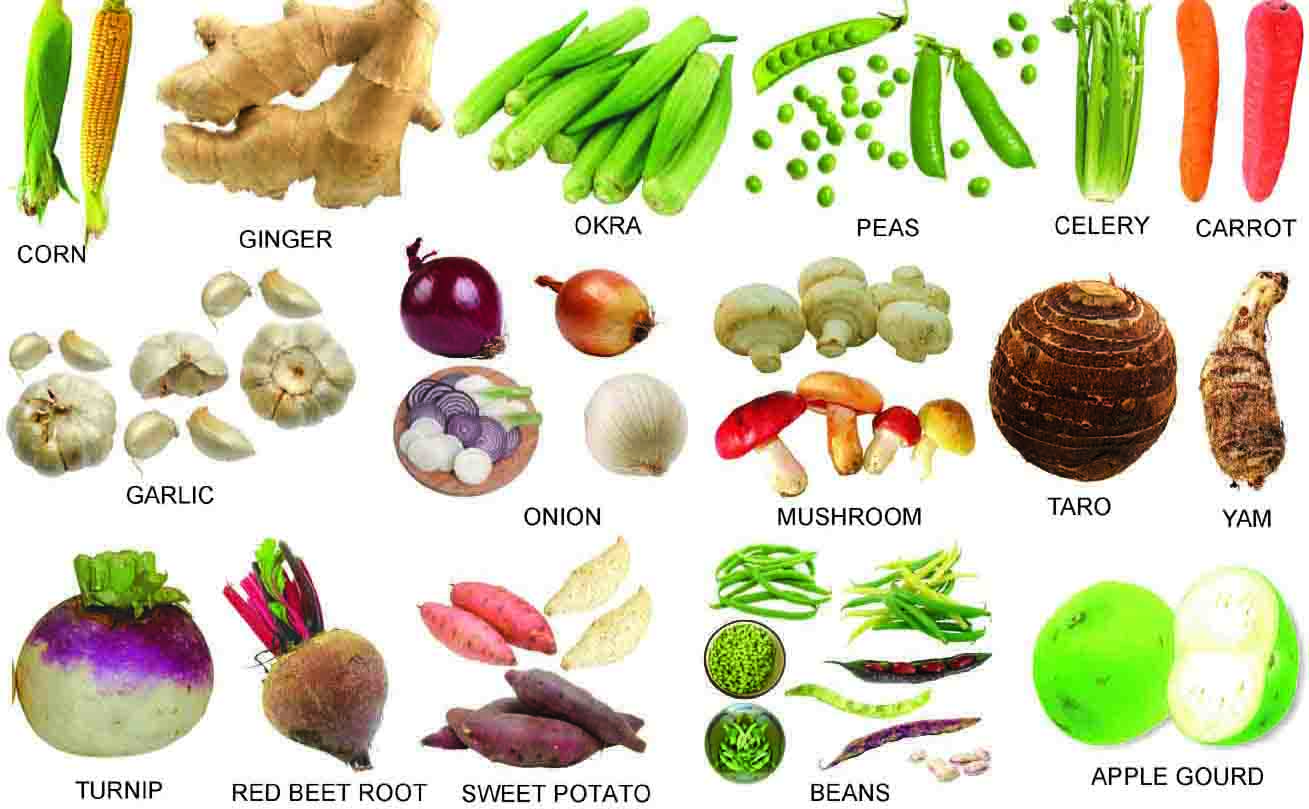 CORN
GINGER
OKRA
PEAS
CELERY
CARROT
GARLIC
ONION
MUSHROOM
TARO
YAM
TURNIP
RED BEET ROOT
SWEET POTATO
BEANS
APPLE GOURD